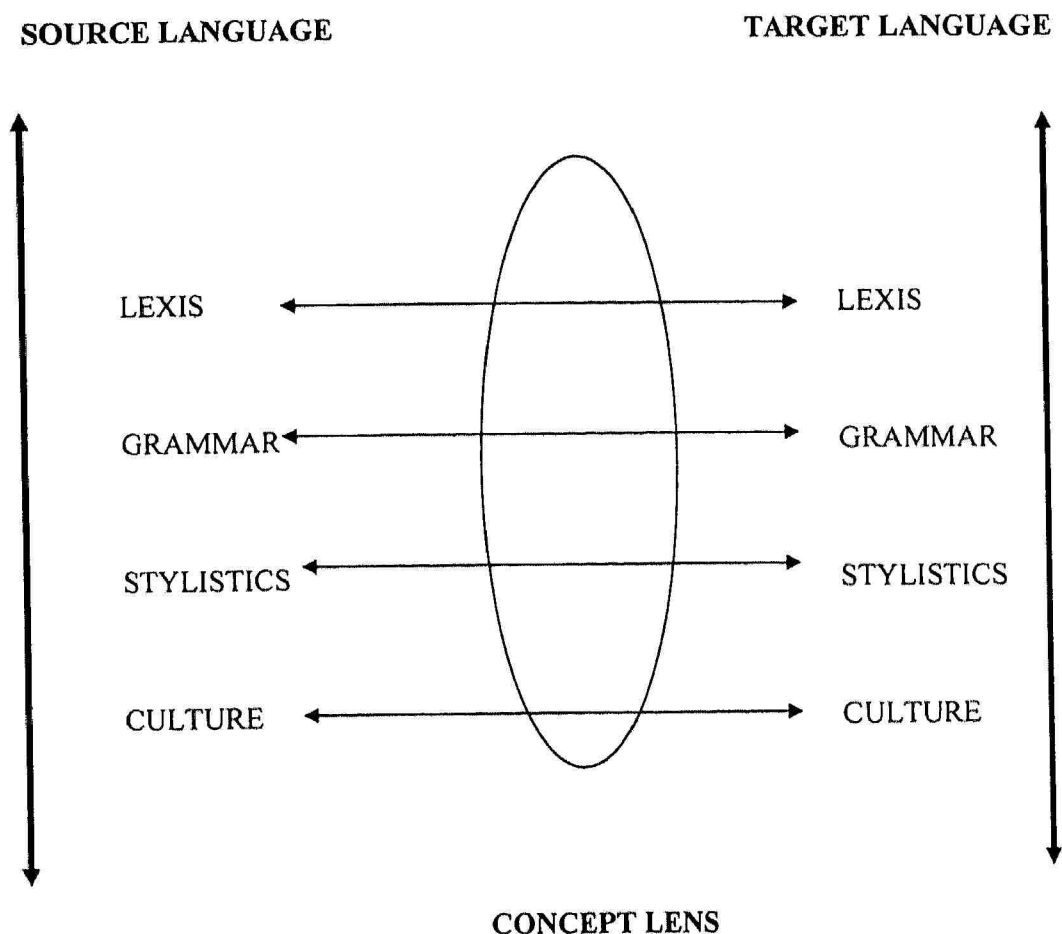 SOURCE LANGUAGE TARGET LANGUAGE
LEXIS LEXIS
GRAMMAR GRAMMAR
STYLISTICS STYLISTICS
CULTURE CULTURE
CONCEPT LENS